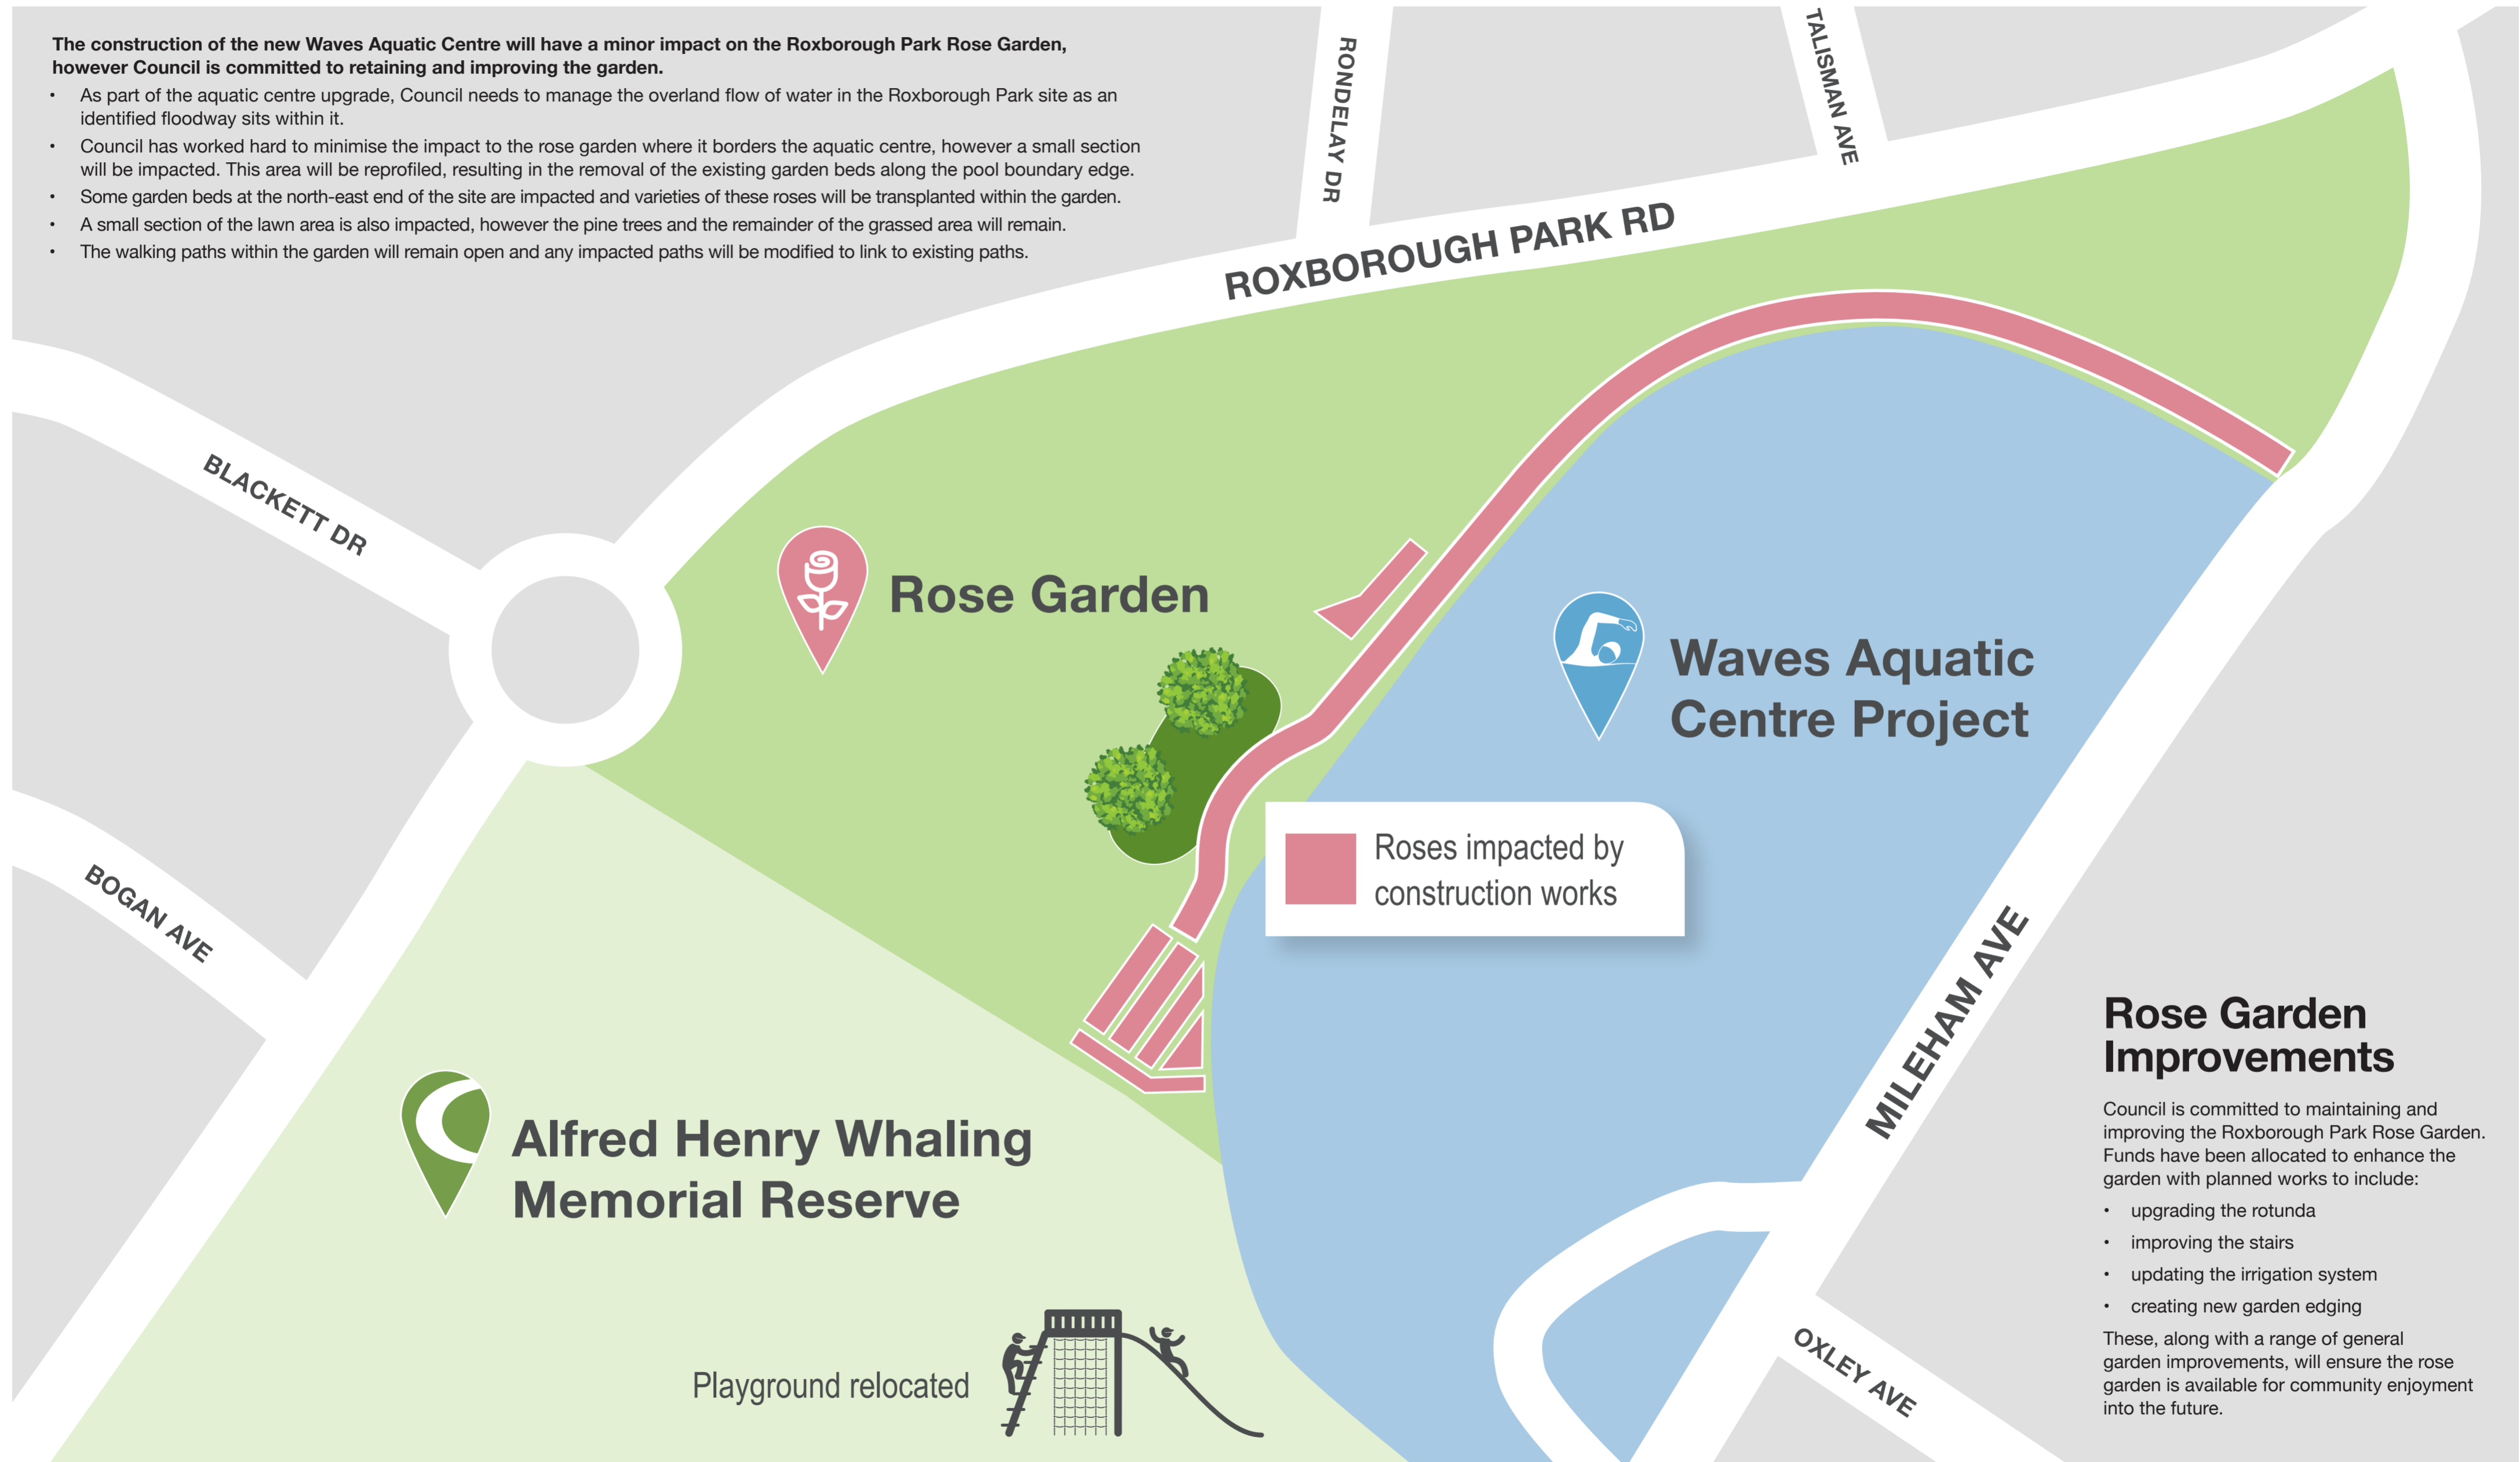 The construction of the new Waves Aquatic Centre will have a minor impact on the Roxborough Park Rose Garden,
however Council is committed to retaining and improving the garden.
• As part of the aquatic centre upgrade, Council needs to manage the overland flow of water in the Roxborough Park site as an
identified floodway sits within it.
• Council has worked hard to minimise the impact to the rose garden where it borders the aquatic centre, however a small section
will be impacted. This area will be reprofiled, resulting in the removal of the existing garden beds along the pool boundary edge.
• Some garden beds at the north-east end of the site are impacted and varieties of these roses will be transplanted within the garden.
• A small section of the lawn area is also impacted, however the pine trees and the remainder of the grassed area will remain.
• The walking paths within the garden will remain open and any impacted paths will be modified to link to existing paths.
RONDELAY DR
TALISMAN AVE
ROXBOROUGH PARK RD
BLACKETT DR
Rose Garden
Waves Aquatic
Centre Project
Roses impacted by
construction works
BOGAN AVE
MILEHAM AVE
Alfred Henry Whaling
Memorial Reserve
Playground relocated
OXLEY AVE
Rose Garden
Improvements
Council is committed to maintaining and
improving the Roxborough Park Rose Garden.
Funds have been allocated to enhance the
garden with planned works to include:
• upgrading the rotunda
• improving the stairs
• updating the irrigation system
• creating new garden edging
These, along with a range of general
garden improvements, will ensure the rose
garden is available for community enjoyment
into the future.